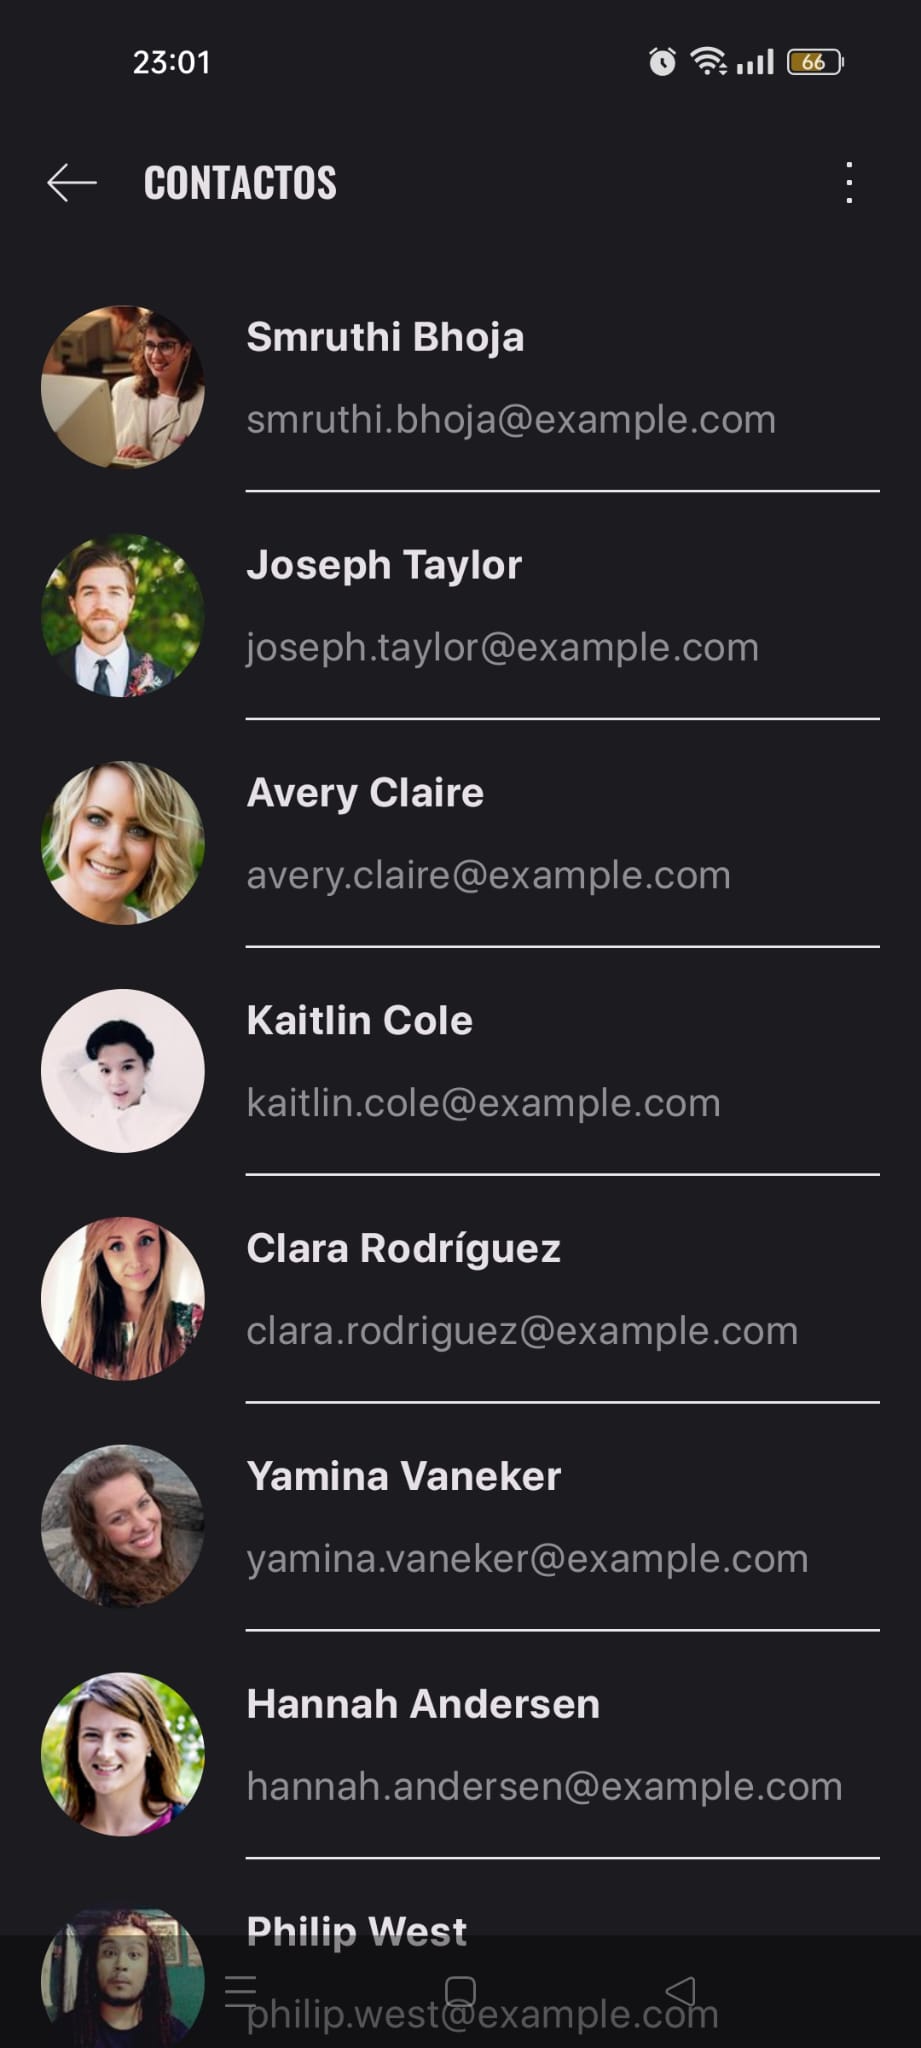 23:01
66
CONTACTOS
Smruthi Bhoja
smruthi.bhoja@example.com
Joseph Taylor
joseph.taylor@example.com
Avery Claire
avery.claire@example.com
Kaitlin Cole
kaitlin.cole@example.com
Clara Rodríguez
clara.rodriguez@example.com
Yamina Vaneker
yamina.vaneker@example.com
Hannah Andersen
hannah.andersen@example.com
Philip West
philip.west@example.com